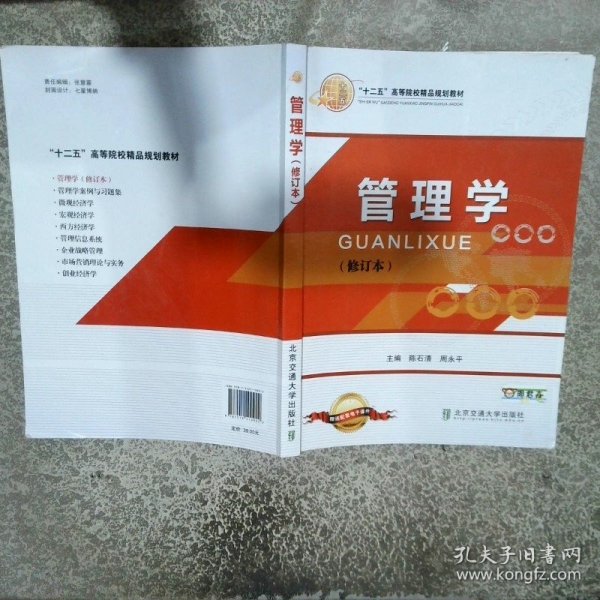 责任编辑：张慧蓉
封面设计：七星博纳
“十二五”高等院校精品规划教材
·管理学（修订本）
·管理学案例与习题集
·微观经济学
·宏观经济学
·西方经济学
·管理信息系统
·企业战略管理
·市场营销理论与实务
·创业经济学
定价：38.00元
管理学（修订本）
北京交通大学出版社
“十二五”高等院校精品规划教材
管理学
GUANLIXUE
（修订本）
主编 陈石清 周永平
北京交通大学出版社
孔夫子旧书网
www.kongfz.com